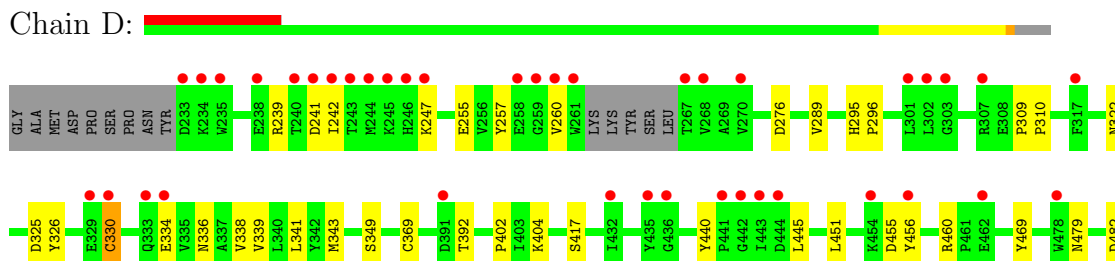 Chain D:
GLY ALA MET ASP PRO SER PRO ASN TYR D233 K234 W235 E238 R239 T240 D241 I242 T243 M244 K245 H246 K247 E255 V256 Y257 E258 G259 V260 W261 LYS LYS TYR SER LEU T267 V268 A269 V270 D276 V289 H295 P296 L301 L302 G303 R307 E308 P309 P310 F317
D325 Y326 E329 C330 Q333 E334 V335 N336 A337 V338 V339 L340 L341 Y342 M343 S349 C369 D391 T392 P402 I403 K404 S417 I432 Y435 G436 Y440 P441 G442 I443 D444 L445 L451 K454 D455 Y456 R460 P461 E462 Y469 W478 N479